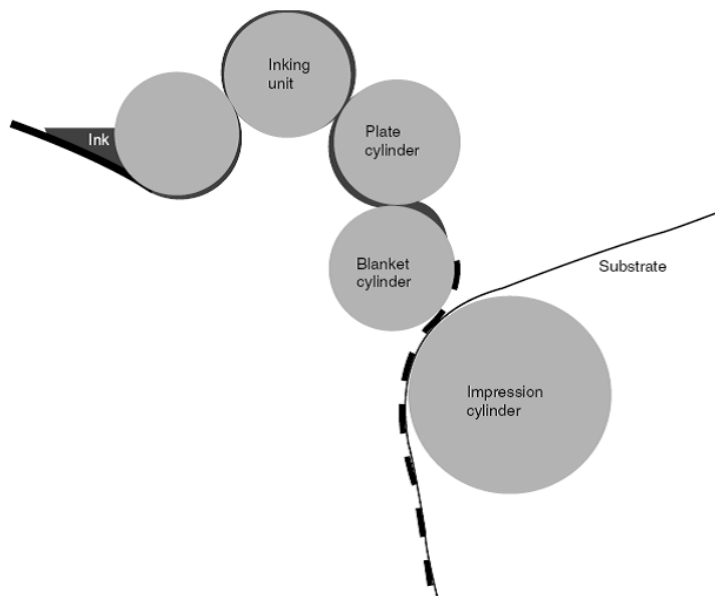 Inking
unit
Ink
Plate
cylinder
Blanket
cylinder
Substrate
Impression
cylinder